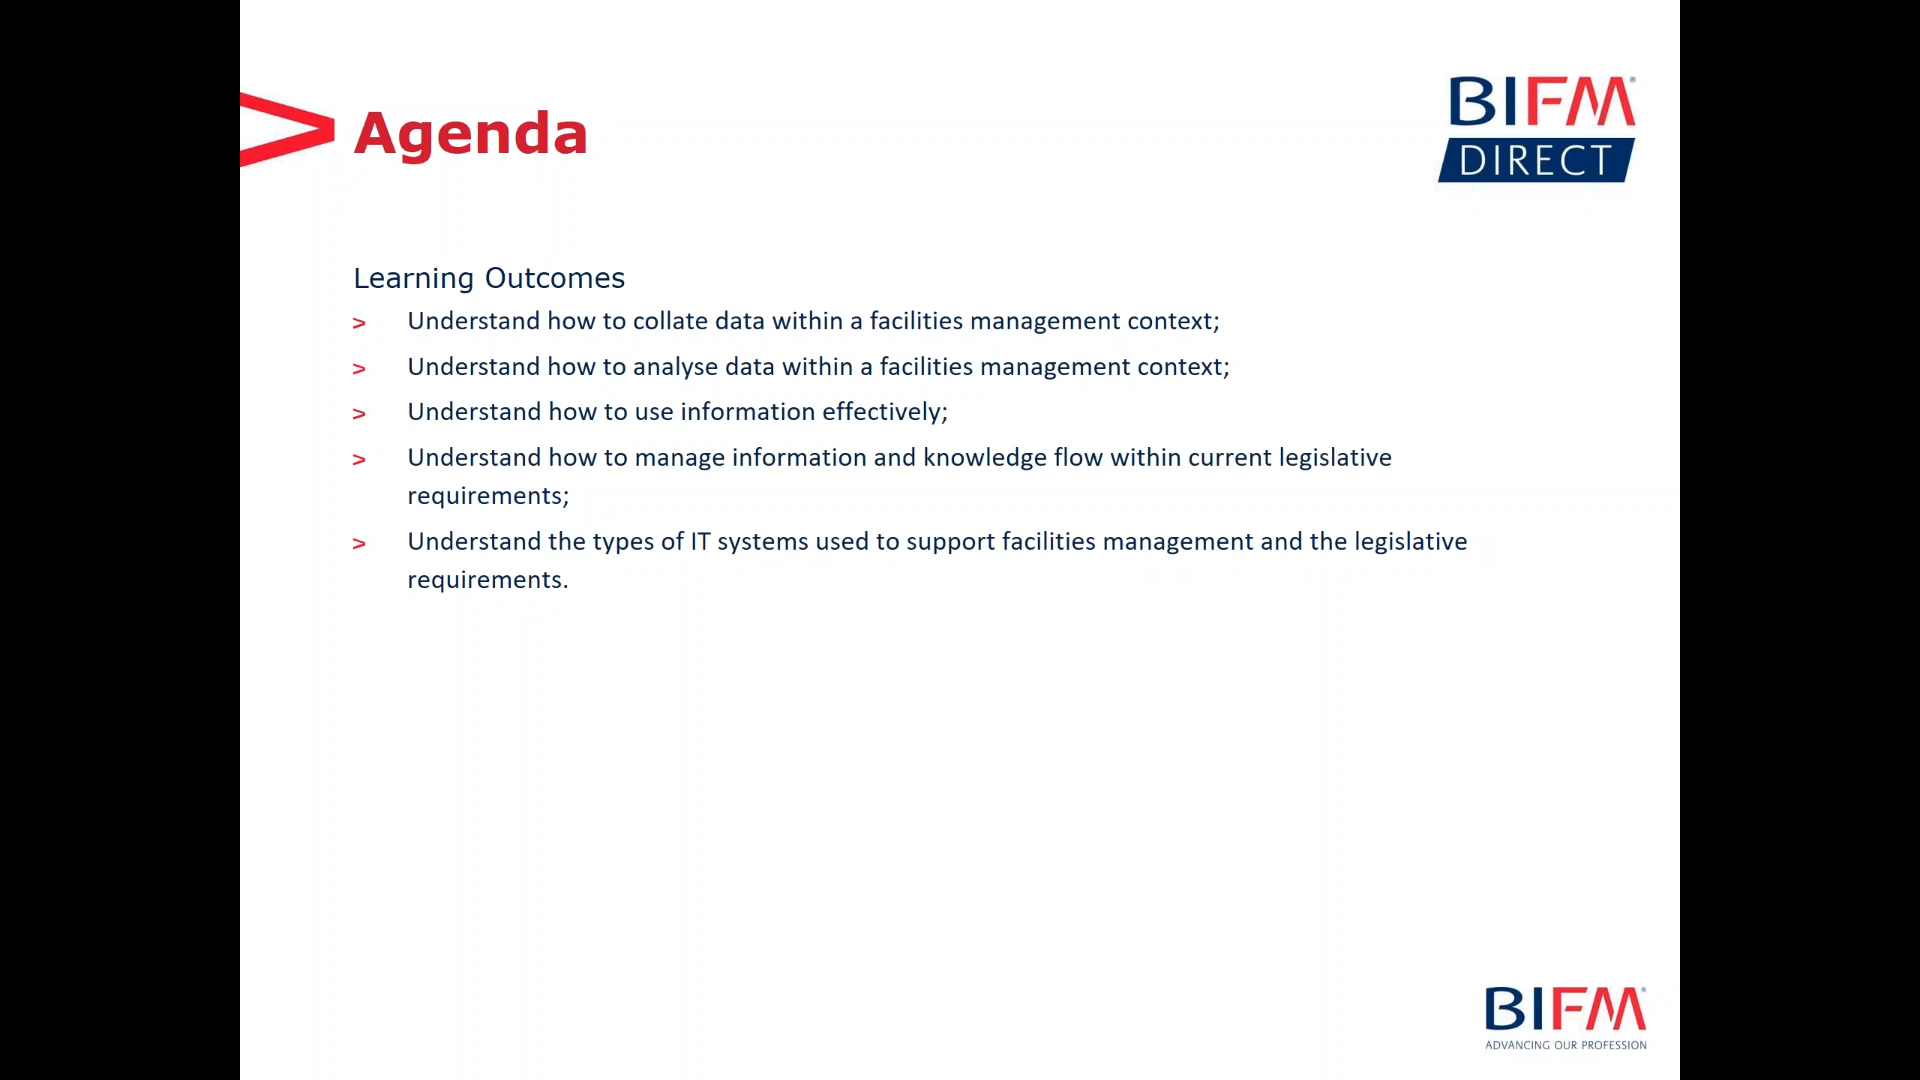 Agenda
BIFM
DIRECT
Learning Outcomes
> Understand how to collate data within a facilities management context;
> Understand how to analyse data within a facilities management context;
> Understand how to use information effectively;
> Understand how to manage information and knowledge flow within current legislative
requirements;
> Understand the types of IT systems used to support facilities management and the legislative
requirements.
BIFM
ADVANCING OUR PROFESSION